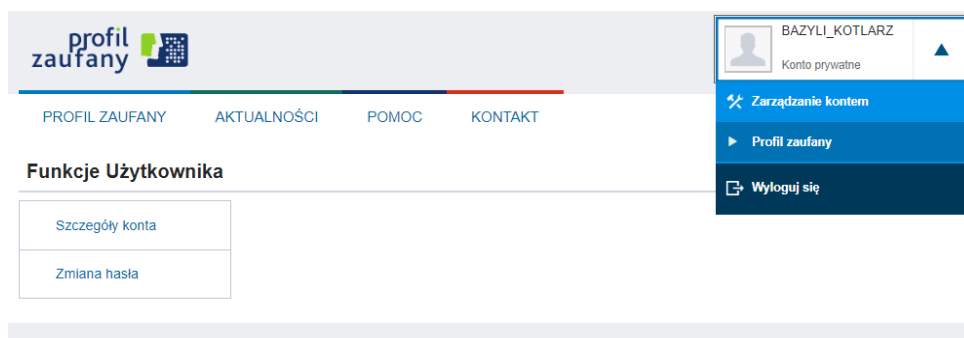 profil
zaufany
BAZYLI_KOTLARZ
Konto prywatne
Zarządzanie kontem
Profil zaufany
Wyloguj się
PROFIL ZAUFANY AKTUALNOŚCI POMOC KONTAKT
Funkcje Użytkownika
Szczegóły konta
Zmiana hasła